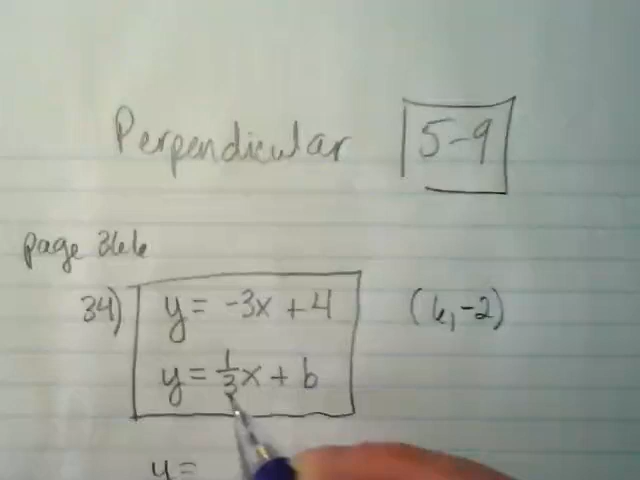 Perpendicular 5-9
page 366
34) y = -3x + 4 (6, -2)
y = 1/3x + b
y =